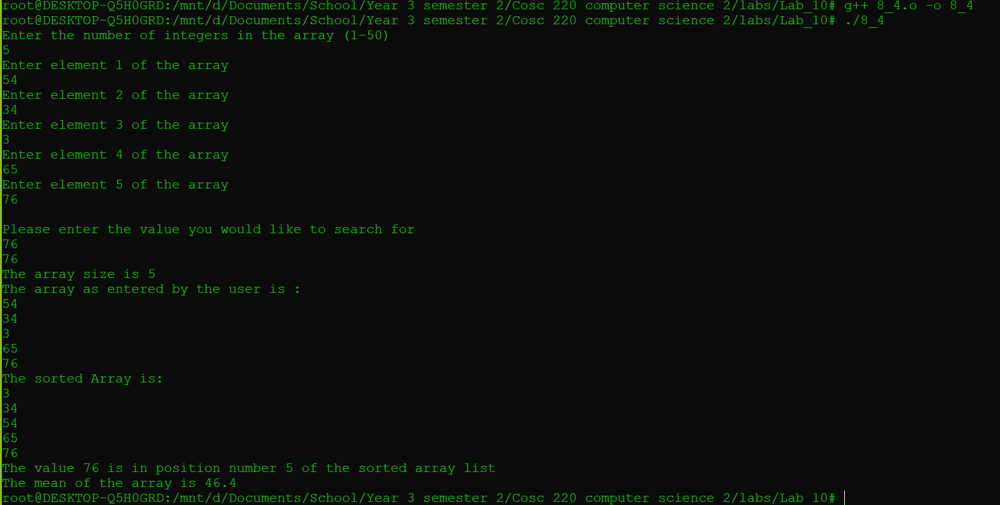 root@DESKTOP-Q5H0GRD:/mnt/d/Documents/School/Year 3 semester 2/Cosc 220 computer science 2/labs/Lab_10# g++ 8_4.o -o 8_4
root@DESKTOP-Q5H0GRD:/mnt/d/Documents/School/Year 3 semester 2/Cosc 220 computer science 2/labs/Lab_10# ./8_4
Enter the number of integers in the array (1-50)
5
Enter element 1 of the array
54
Enter element 2 of the array
34
Enter element 3 of the array
3
Enter element 4 of the array
65
Enter element 5 of the array
76

Please enter the value you would like to search for
76
76
The array size is 5
The array as entered by the user is :
54
34
3
65
76
The sorted Array is:
3
34
54
65
76
The value 76 is in position number 5 of the sorted array list
The mean of the array is 46.4
root@DESKTOP-Q5H0GRD:/mnt/d/Documents/School/Year 3 semester 2/Cosc 220 computer science 2/labs/Lab_10#